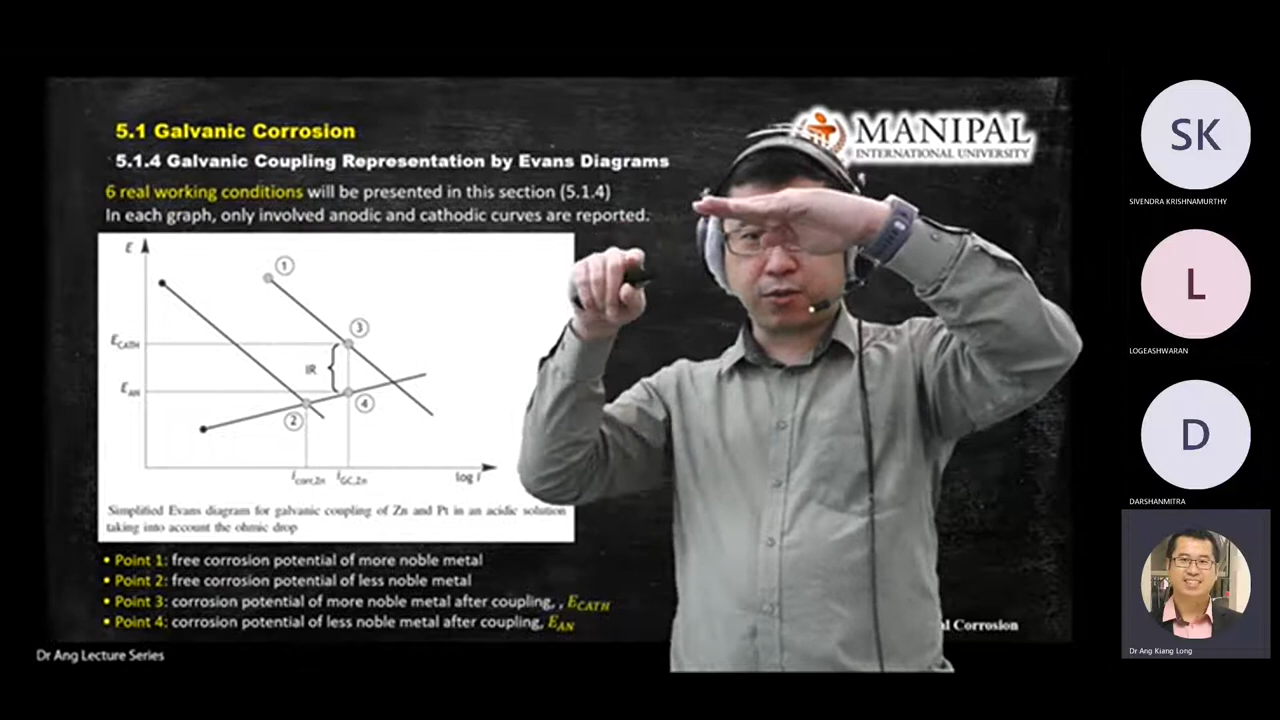 5.1 Galvanic Corrosion
MANIPAL
INTERNATIONAL UNIVERSITY
5.1.4 Galvanic Coupling Representation by Evans Diagrams
6 real working conditions will be presented in this section (5.1.4)
In each graph, only involved anodic and cathodic curves are reported.
E
1
3
E_CATH
IR
E_AN
4
2
i_corr,Zn i_GC,Zn log i
Simplified Evans diagram for galvanic coupling of Zn and Pt in an acidic solution
taking into account the ohmic drop
• Point 1: free corrosion potential of more noble metal
• Point 2: free corrosion potential of less noble metal
• Point 3: corrosion potential of more noble metal after coupling, , E_CATH
• Point 4: corrosion potential of less noble metal after coupling, E_AN
Corrosion
Dr Ang Lecture Series
SK
SIVENDRA KRISHNAMURTHY
L
LOGEASHWARAN
D
DARSHANMITRA
Dr Ang Kiang Long